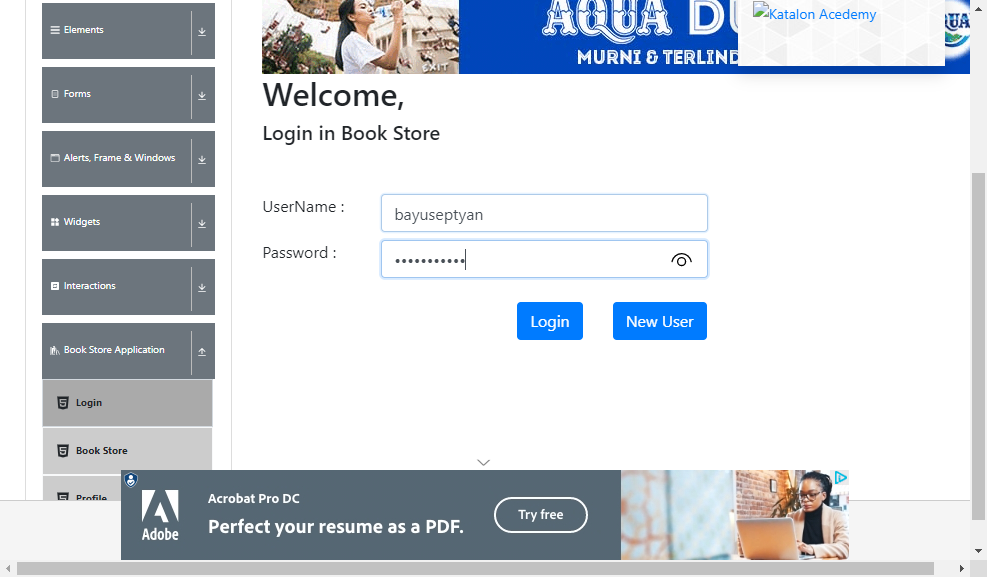 Elements
Forms
Alerts, Frame & Windows
Widgets
Interactions
Book Store Application
Login
Book Store
Profile
EXIT
AQUA
MURNI & TERLIND
Katalon Acedemy
Welcome,
Login in Book Store
UserName :
bayuseptyan
Password :
•••••••••••
Login
New User
Adobe
Acrobat Pro DC
Perfect your resume as a PDF.
Try free